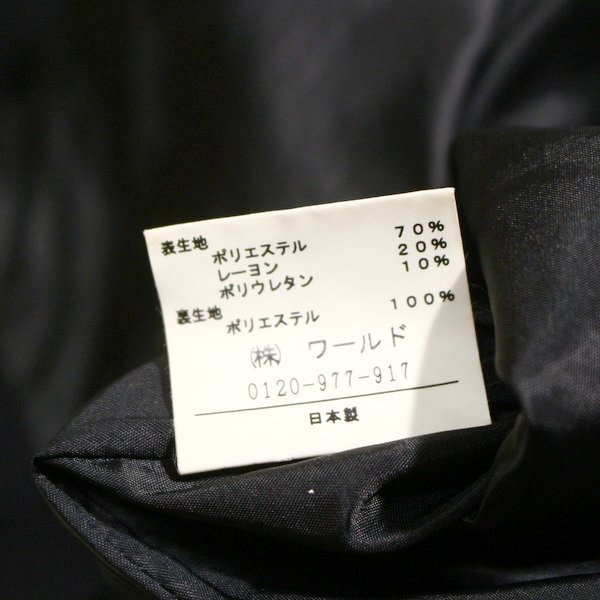 表生地
ポリエステル 70%
レーヨン 20%
ポリウレタン 10%
裏生地
ポリエステル 100%
㈱ ワールド
0120-977-917
日本製